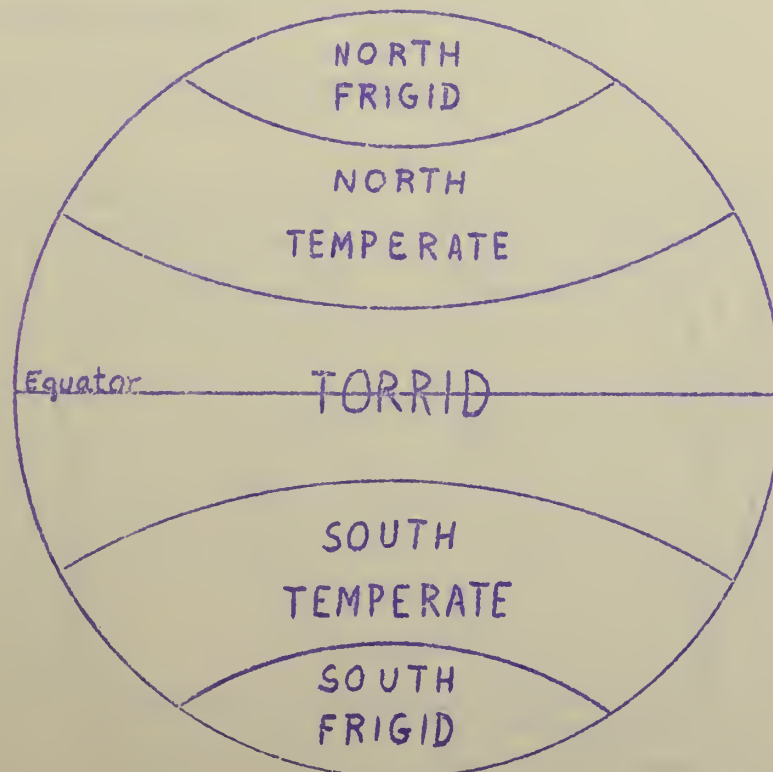 NORTH
FRIGID
NORTH
TEMPERATE
Equator
TORRID
SOUTH
TEMPERATE
SOUTH
FRIGID